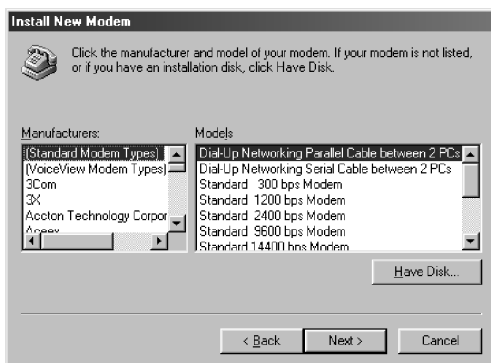 Install New Modem
Click the manufacturer and model of your modem. If your modem is not listed,
or if you have an installation disk, click Have Disk.
Manufacturers:
(Standard Modem Types)
(VoiceView Modem Types)
3Com
3X
Accton Technology Corpor
Apex
Models
Dial-Up Networking Parallel Cable between 2 PCs
Dial-Up Networking Serial Cable between 2 PCs
Standard 300 bps Modem
Standard 1200 bps Modem
Standard 2400 bps Modem
Standard 9600 bps Modem
Standard 14400 bps Modem
Have Disk...
< Back
Next >
Cancel